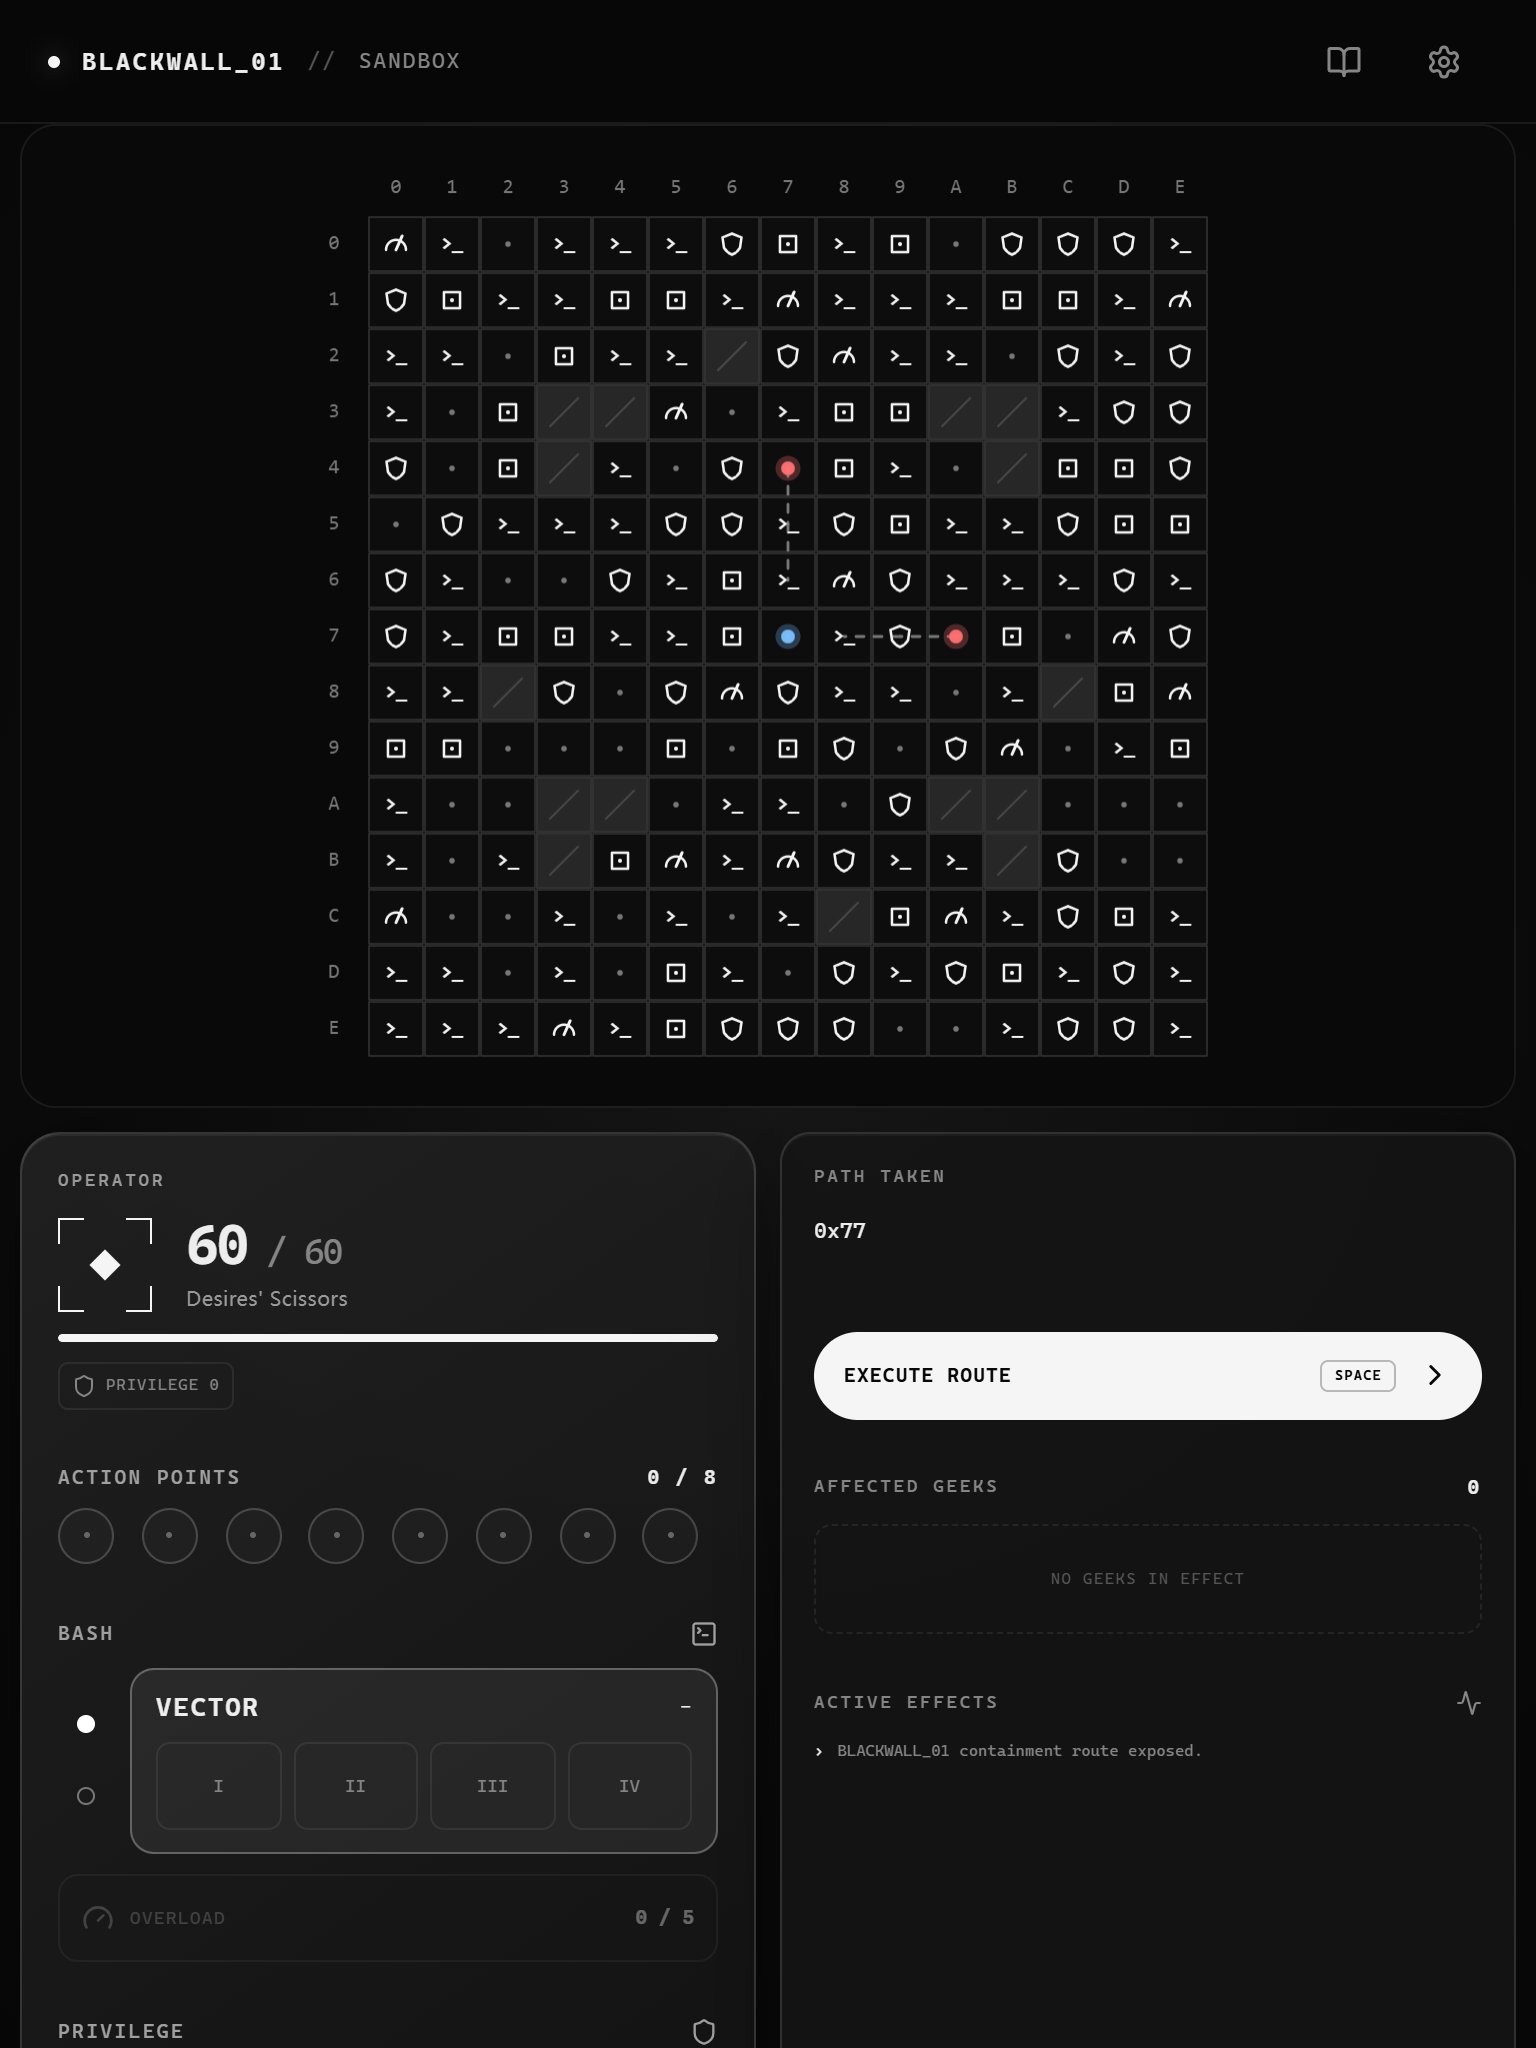 BLACKWALL_01 // SANDBOX
0 1 2 3 4 5 6 7 8 9 A B C D E
0 >_ >_ >_ >_ >_ >_
1 >_ >_ >_ >_ >_ >_ >_
2 >_ >_ >_ >_ >_ >_ >_
3 >_ >_ >_
4 >_ >_
5 >_ >_ >_ >_ >_ >_
6 >_ >_ >_ >_ >_ >_ >_
7 >_ >_ >_ >_
8 >_ >_ >_ >_ >_
9 >_
A >_ >_ >_
B >_ >_ >_ >_ >_
C >_ >_ >_ >_ >_
D >_ >_ >_ >_ >_ >_ >_
E >_ >_ >_ >_ >_ >_
OPERATOR
60 / 60
Desires' Scissors
PRIVILEGE 0
ACTION POINTS 0 / 8
BASH
VECTOR –
I II III IV
OVERLOAD 0 / 5
PRIVILEGE
PATH TAKEN
0x77
EXECUTE ROUTE SPACE
AFFECTED GEEKS 0
NO GEEKS IN EFFECT
ACTIVE EFFECTS
› BLACKWALL_01 containment route exposed.